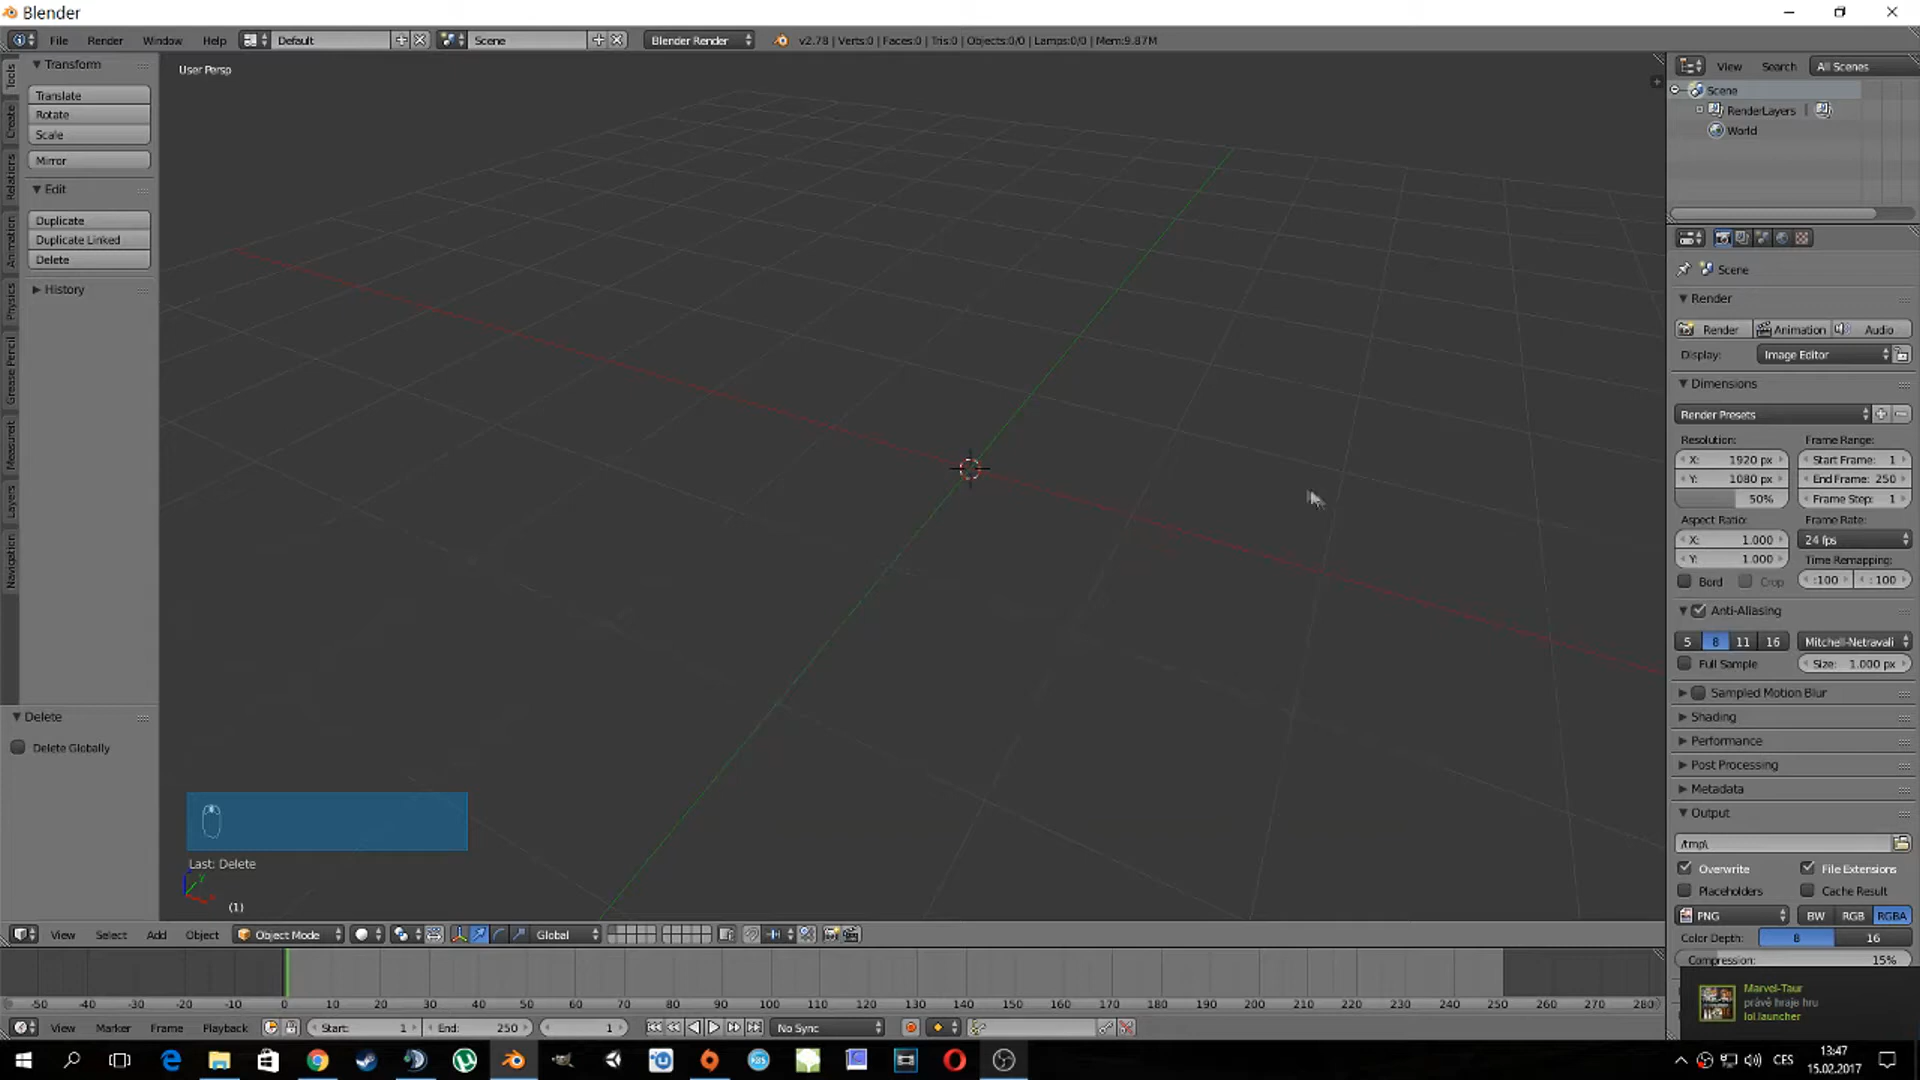 Blender
File Render Window Help Default Scene Blender Render v2.78 | Verts:0 | Faces:0 | Tris:0 | Objects:0/0 | Lamps:0/0 | Mem:9.87M
Tools
Create
Relations
Animation
Physics
Grease Pencil
MeasureIt
Layers
Navigation
Transform
Translate
Rotate
Scale
Mirror
Edit
Duplicate
Duplicate Linked
Delete
History
Delete
Delete Globally
User Persp
Last: Delete
(1)
View Select Add Object Object Mode Global
-50 -40 -30 -20 -10 0 10 20 30 40 50 60 70 80 90 100 110 120 130 140 150 160 170 180 190 200 210 220 230 240 250 260 270 280
View Marker Frame Playback Start: 1 End: 250 1 No Sync
View Search All Scenes
Scene
RenderLayers
World
Scene
Render
Render Animation Audio
Display: Image Editor
Dimensions
Render Presets
Resolution: Frame Range:
X: 1920 px Start Frame: 1
Y: 1080 px End Frame: 250
50% Frame Step: 1
Aspect Ratio: Frame Rate:
X: 1.000 24 fps
Y: 1.000 Time Remapping:
Bord Crop :100 : 100
Anti-Aliasing
5 8 11 16 Mitchell-Netravali
Full Sample Size: 1.000 px
Sampled Motion Blur
Shading
Performance
Post Processing
Metadata
Output
/tmp\
Overwrite File Extensions
Placeholders Cache Result
PNG BW RGB RGBA
Color Depth: 8 16
Compression: 15%
Marvel-Taur
právě hraje hru
lol.launcher
CES 13:47
15.02.2017